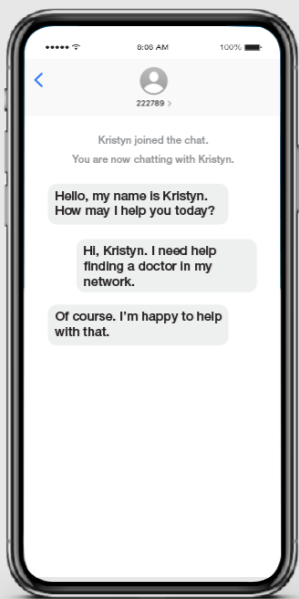 8:08 AM
100%
222789 >
Kristyn joined the chat.
You are now chatting with Kristyn.
Hello, my name is Kristyn.
How may I help you today?
Hi, Kristyn. I need help
finding a doctor in my
network.
Of course. I'm happy to help
with that.